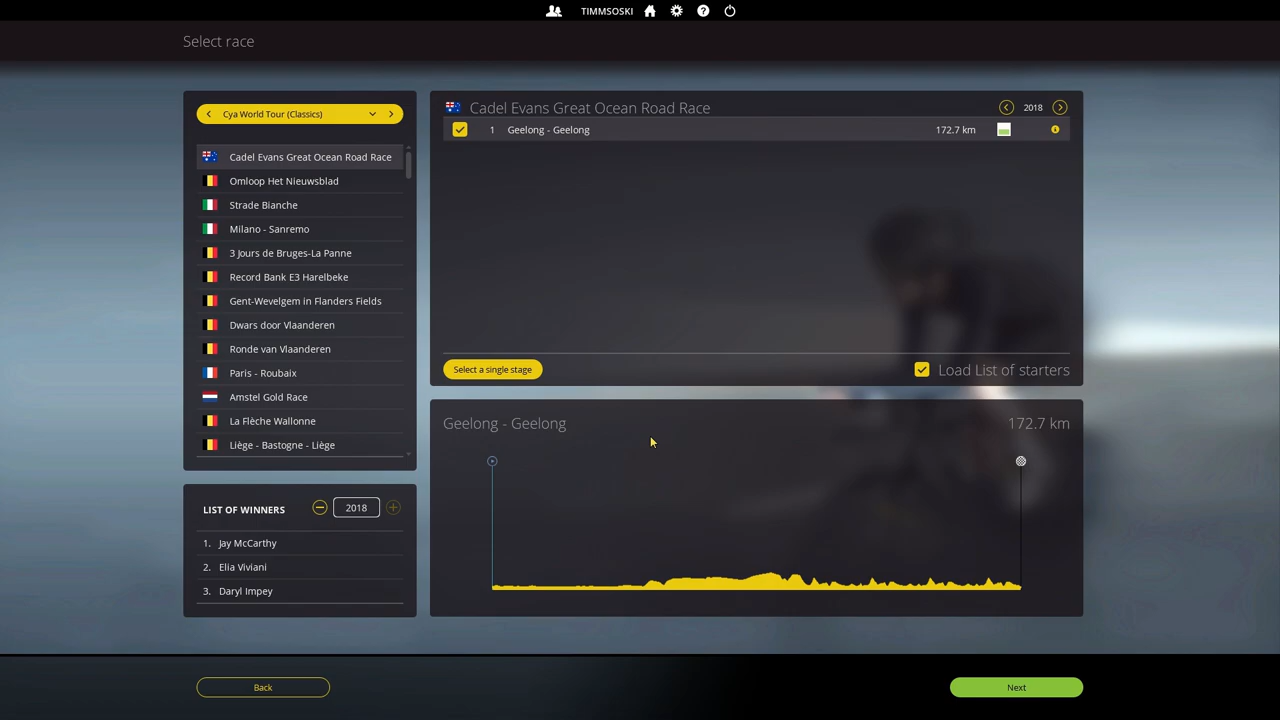 TIMMSOSKI
Select race
Cya World Tour (Classics)
Cadel Evans Great Ocean Road Race
Omloop Het Nieuwsblad
Strade Bianche
Milano - Sanremo
3 Jours de Bruges-La Panne
Record Bank E3 Harelbeke
Gent-Wevelgem in Flanders Fields
Dwars door Vlaanderen
Ronde van Vlaanderen
Paris - Roubaix
Amstel Gold Race
La Flèche Wallonne
Liège - Bastogne - Liège
LIST OF WINNERS 2018
1. Jay McCarthy
2. Elia Viviani
3. Daryl Impey
Cadel Evans Great Ocean Road Race 2018
1 Geelong - Geelong 172.7 km
Select a single stage
Load List of starters
Geelong - Geelong 172.7 km
Back
Next